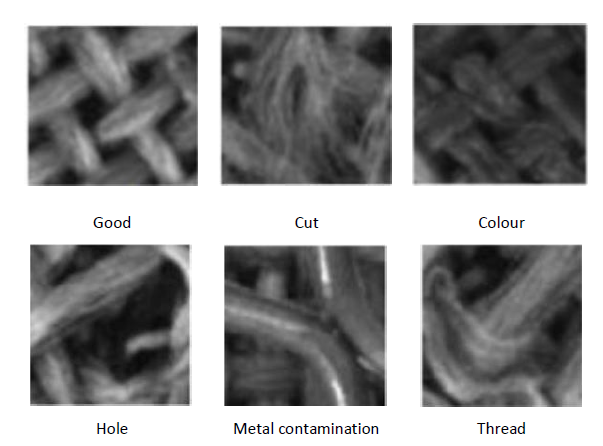 Good
Cut
Colour
Hole
Metal contamination
Thread